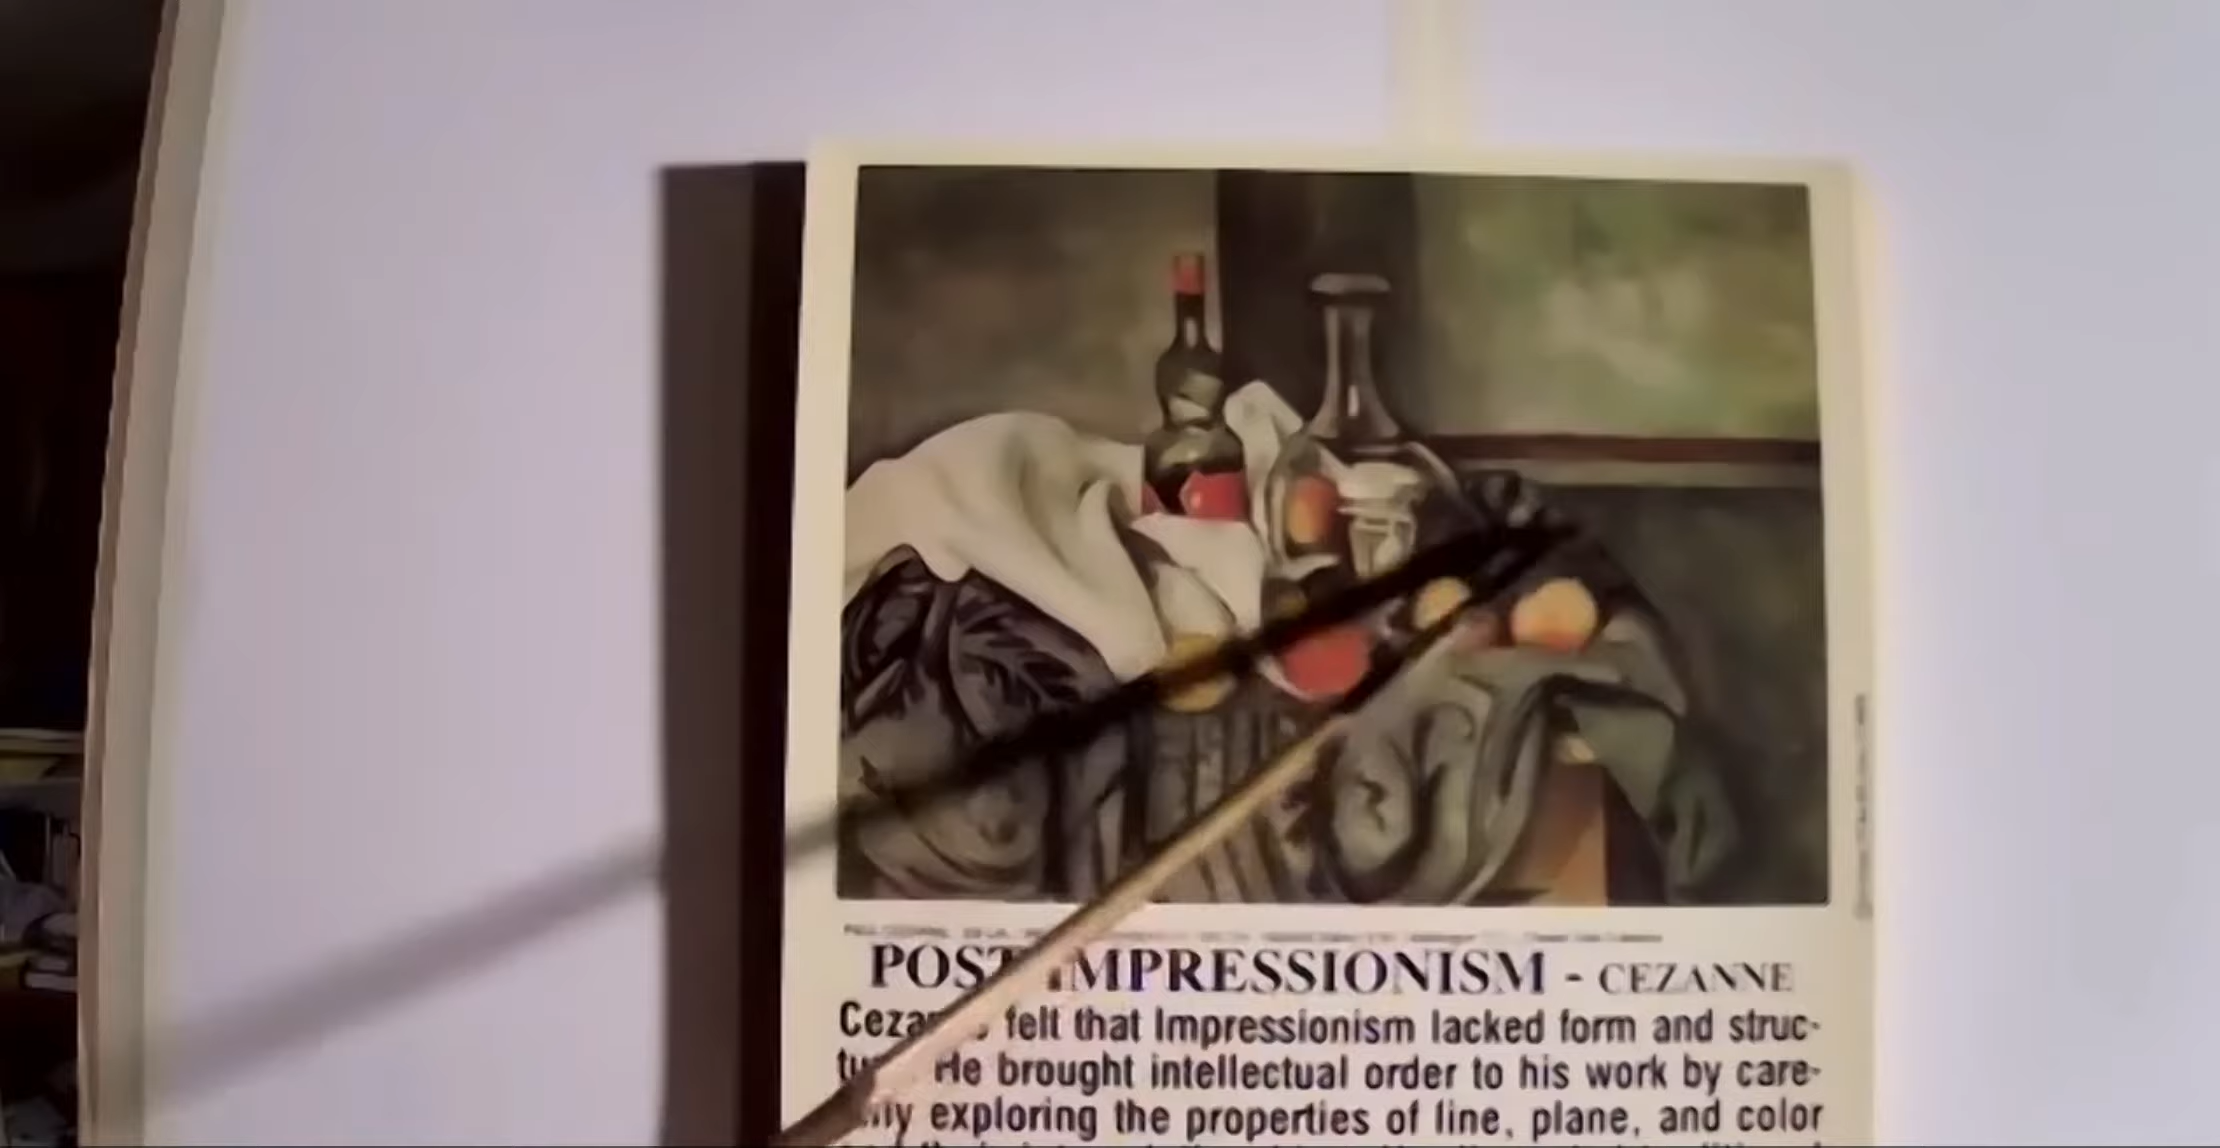 POST IMPRESSIONISM - CEZANNE
felt that Impressionism lacked form and struc-
He brought intellectual order to his work by care-
exploring the properties of line, plane, and color